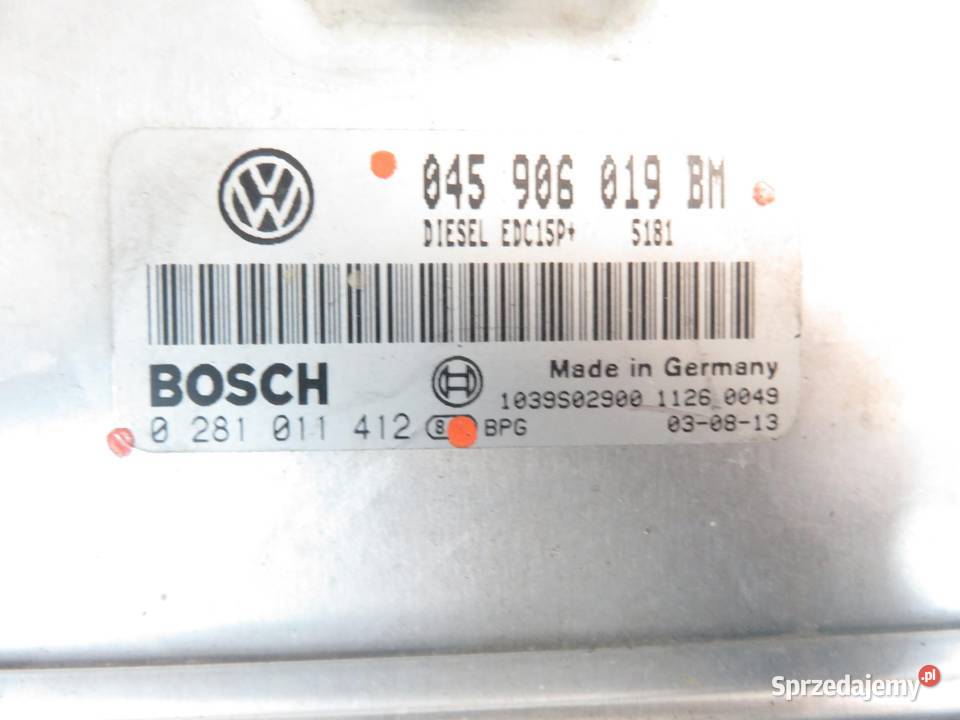 045 906 019 BM
DIESEL EDC15P+ 5181
BOSCH
Made in Germany
1039S02900 1126 0049
0 281 011 412 8 BPG 03-08-13
Sprzedajemy.pl